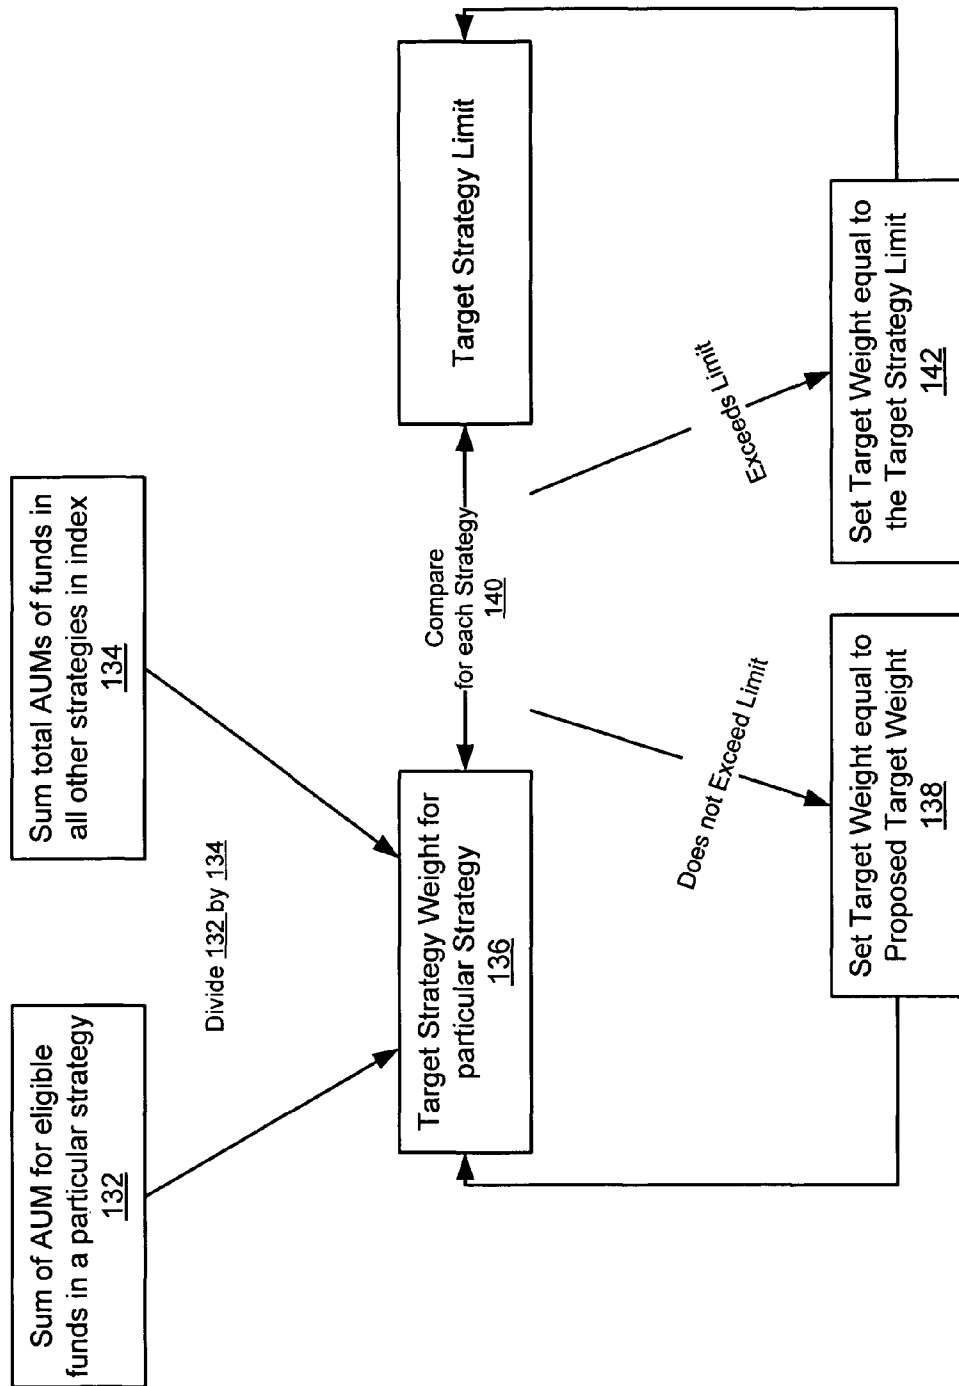 Sum of AUM for eligible
funds in a particular strategy
132
Sum total AUMs of funds in
all other strategies in index
134
Divide 132 by 134
Target Strategy Weight for
particular Strategy
136
Compare
for each Strategy
140
Target Strategy Limit
Does not Exceed Limit
Exceeds Limit
Set Target Weight equal to
Proposed Target Weight
138
Set Target Weight equal to
the Target Strategy Limit
142